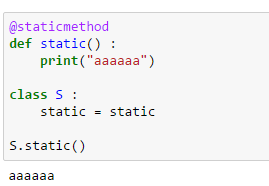 @staticmethod
def static() :
    print("aaaaaa")
class S :
    static = static
S.static()
aaaaaa